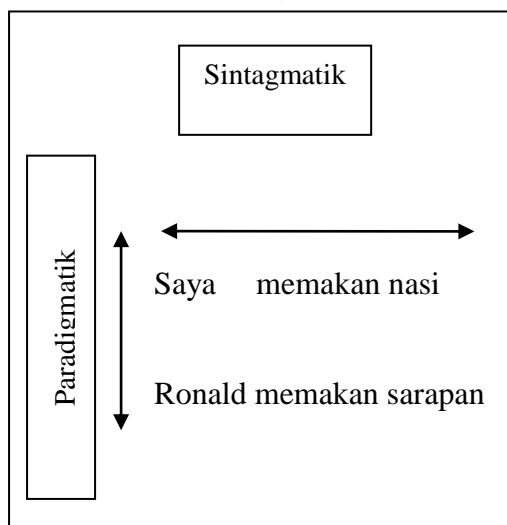 Sintagmatik
Paradigmatik
Saya memakan nasi
Ronald memakan sarapan